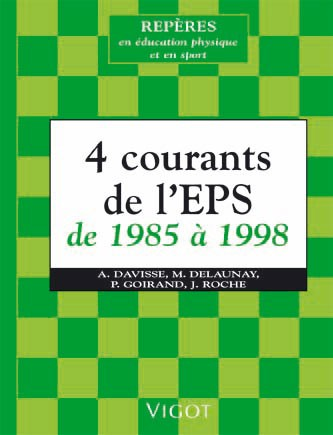 REPÈRES
en éducation physique
et en sport
4 courants
de l'EPS
de 1985 à 1998
A. DAVISSE, M. DELAUNAY,
P. GOIRAND, J. ROCHE
VIGOT